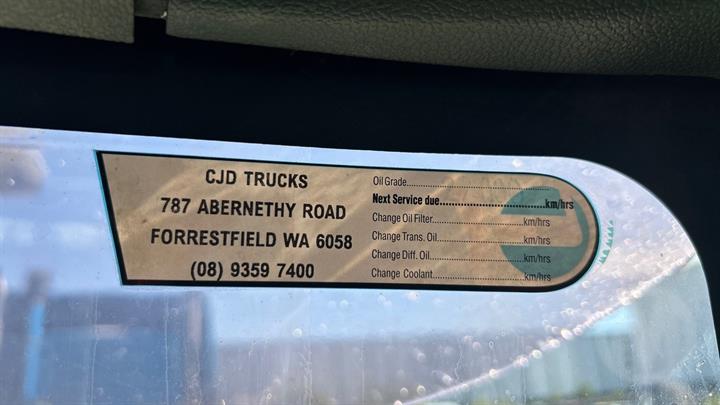 CJD TRUCKS
787 ABERNETHY ROAD
FORRESTFIELD WA 6058
(08) 9359 7400
Oil Grade..........................................
Next Service due..........................km/hrs
Change Oil Filter..........................km/hrs
Change Trans. Oil..........................km/hrs
Change Diff. Oil..........................km/hrs
Change Coolant..........................km/hrs